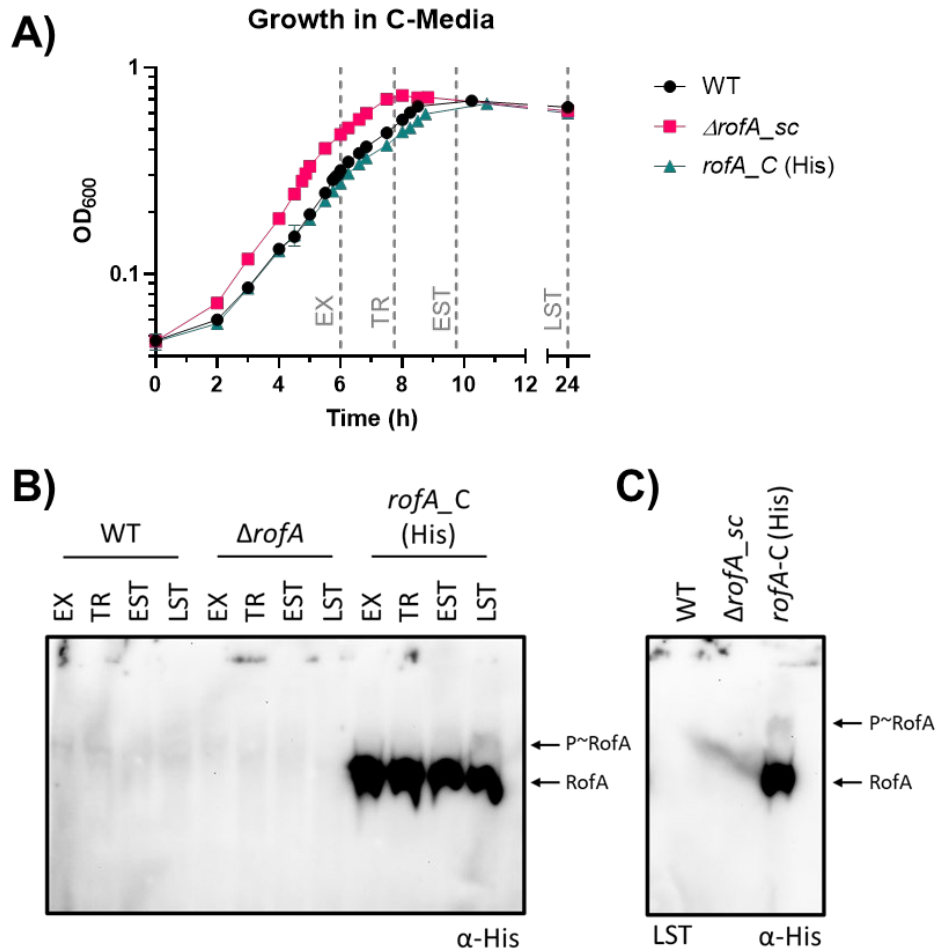 A)
Growth in C-Media
OD600
1
0.1
EX
TR
EST
LST
0 2 4 6 8 10 12 24
Time (h)
WT
ΔrofA_sc
rofA_C (His)
B)
WT
ΔrofA
rofA_C
(His)
EX TR EST LST EX TR EST LST EX TR EST LST
P~RofA
RofA
α-His
C)
WT
ΔrofA_sc
rofA-C (His)
P~RofA
RofA
LST α-His